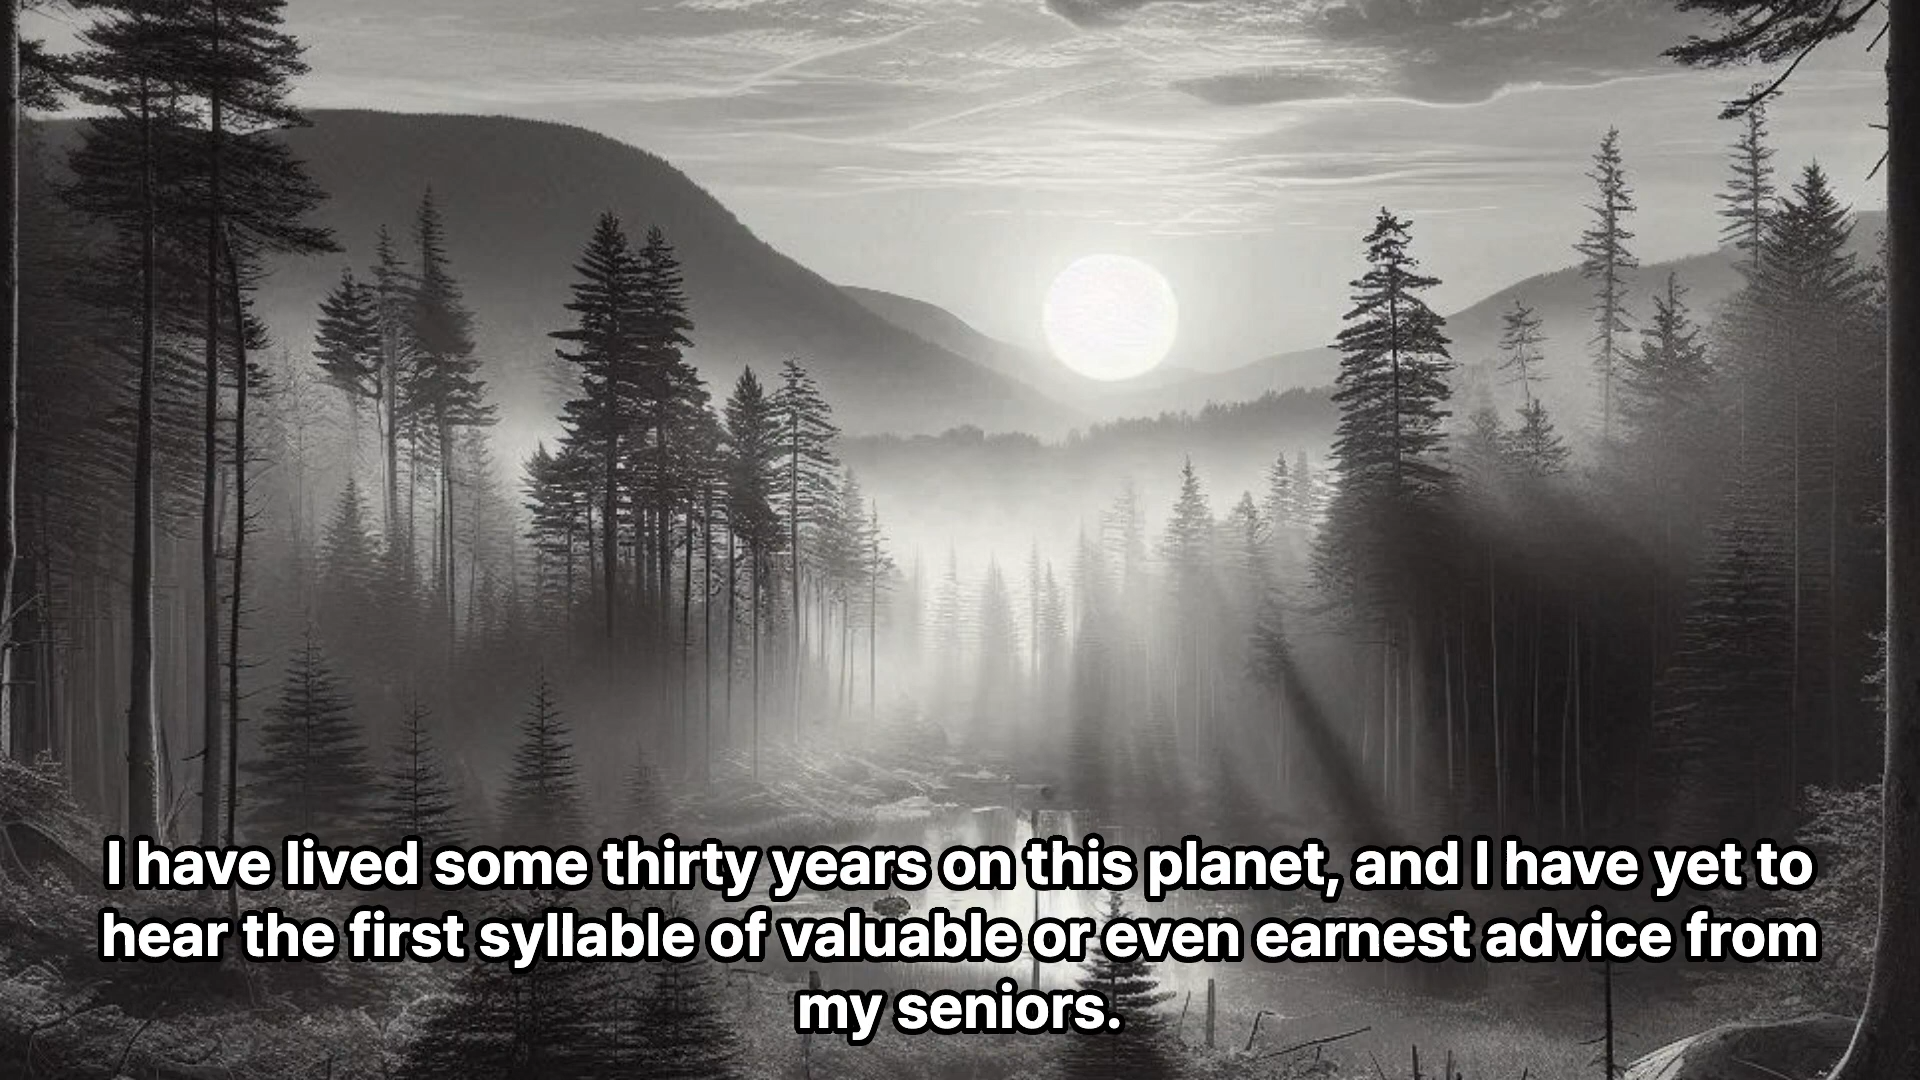 I have lived some thirty years on this planet, and I have yet to
hear the first syllable of valuable or even earnest advice from
my seniors.